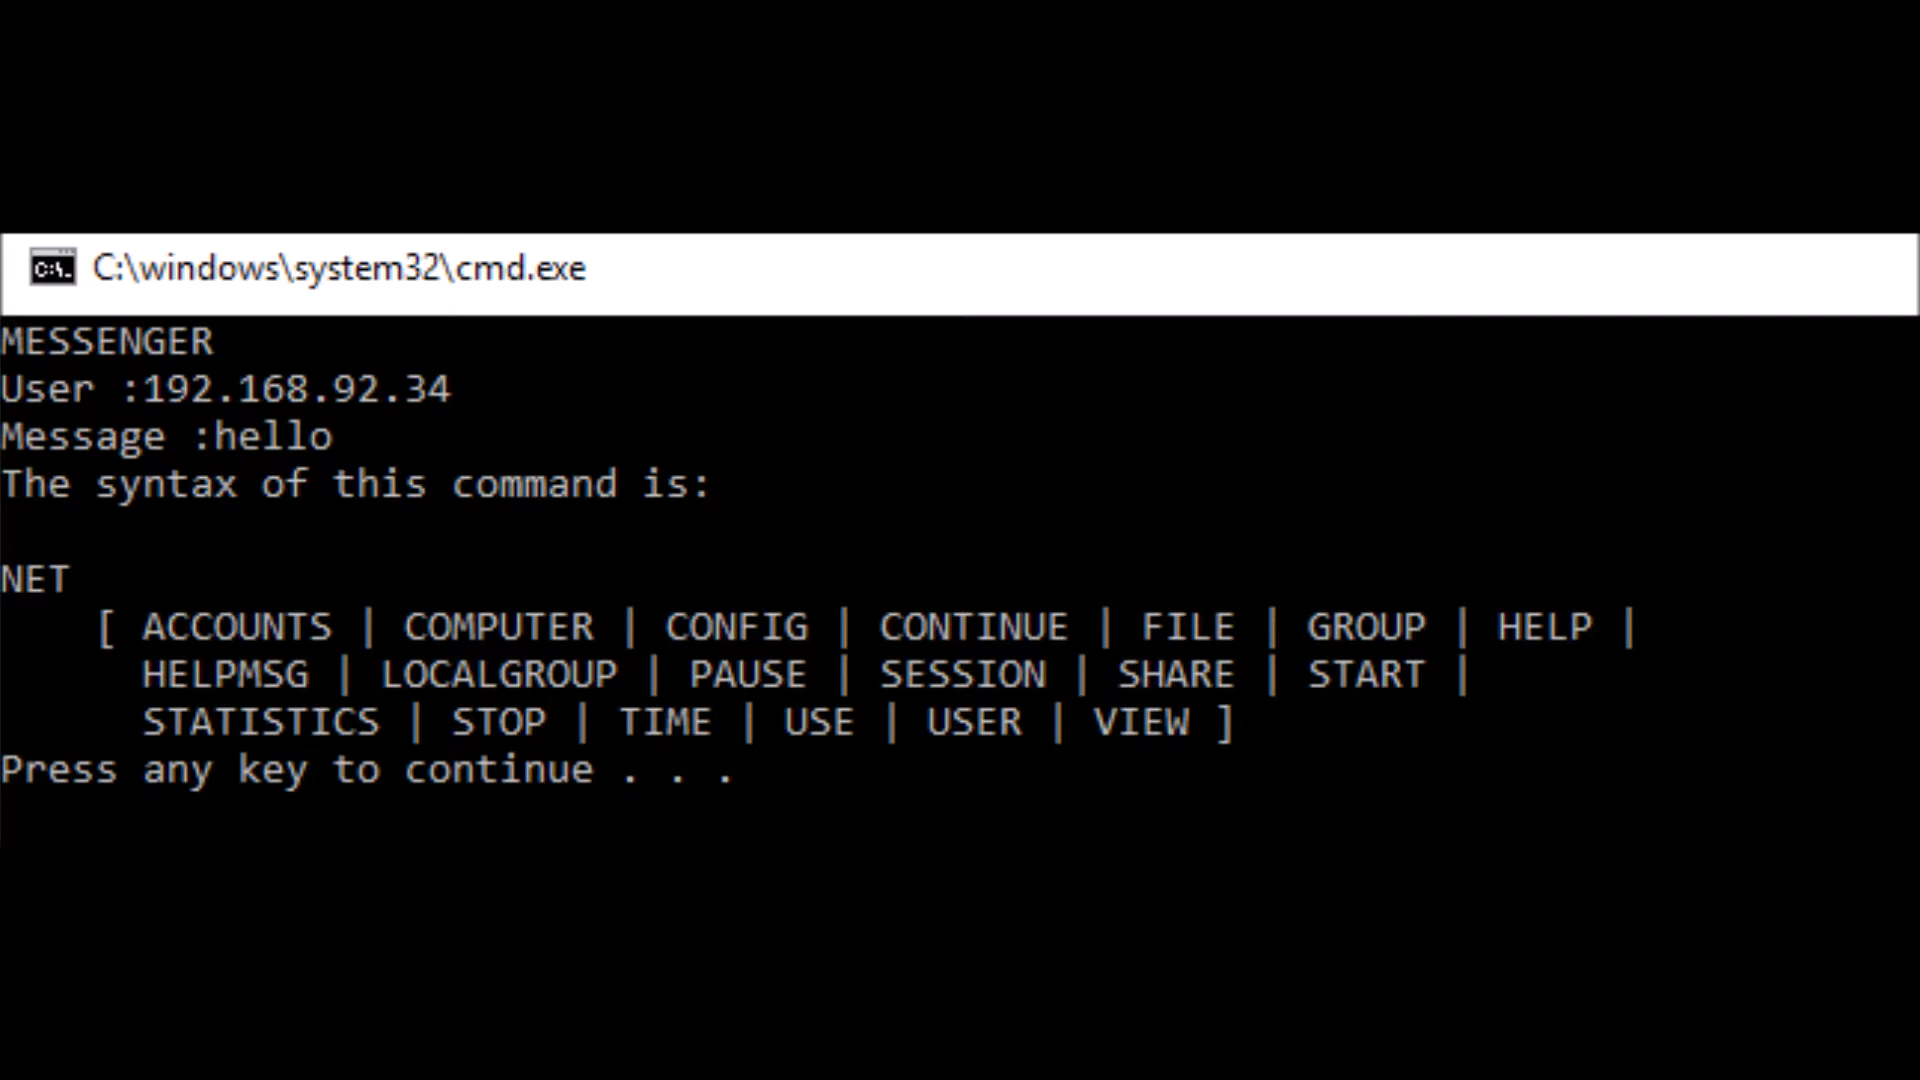 C:\windows\system32\cmd.exe
MESSENGER
User :192.168.92.34
Message :hello
The syntax of this command is:
NET
[ ACCOUNTS | COMPUTER | CONFIG | CONTINUE | FILE | GROUP | HELP |
HELPMSG | LOCALGROUP | PAUSE | SESSION | SHARE | START |
STATISTICS | STOP | TIME | USE | USER | VIEW ]
Press any key to continue . . .